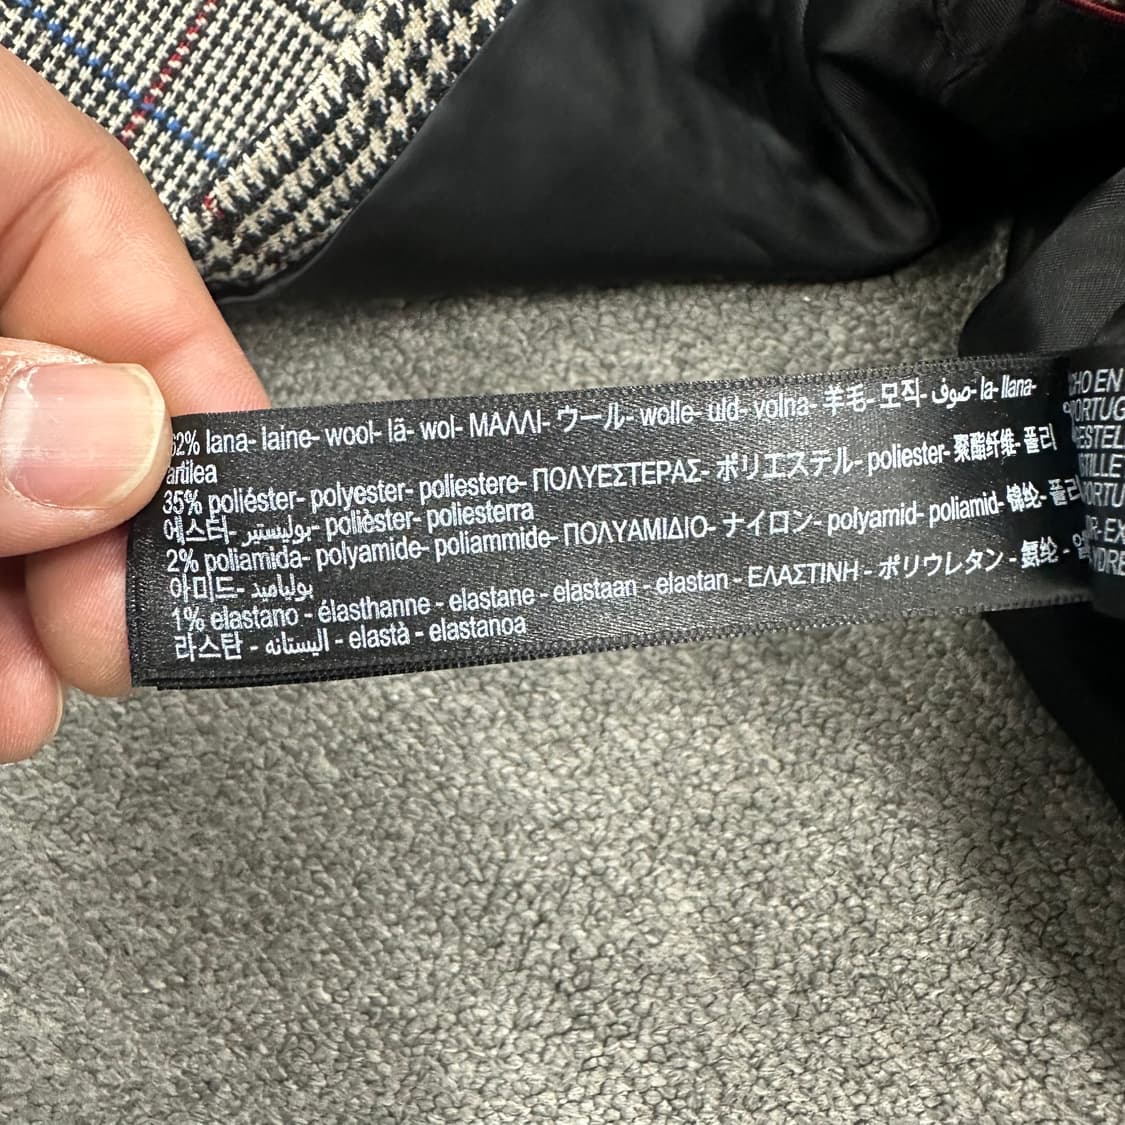 62% lana- laine- wool- lã- wol- ΜΑΛΛΙ- ウール- wolle- uld- volna- 羊毛- 모직- صوف- la- llana-
artilea
35% poliéster- polyester- poliestere- ΠΟΛΥΕΣΤΕΡΑΣ- ポリエステル- poliester- 聚酯纤维- 폴리
에스터- بوليستير- polièster- poliesterra
2% poliamida- polyamide- poliammide- ΠΟΛΥΑΜΙΔΙΟ- ナイロン- polyamid- poliamid- 锦纶- 폴리
아미드- بولياميد
1% elastano - élasthanne - elastane - elastaan - elastan - ΕΛΑΣΤΙΝΗ - ポリウレタン - 氨纶 -
라스탄 - اليستانه - elastà - elastanoa
EN